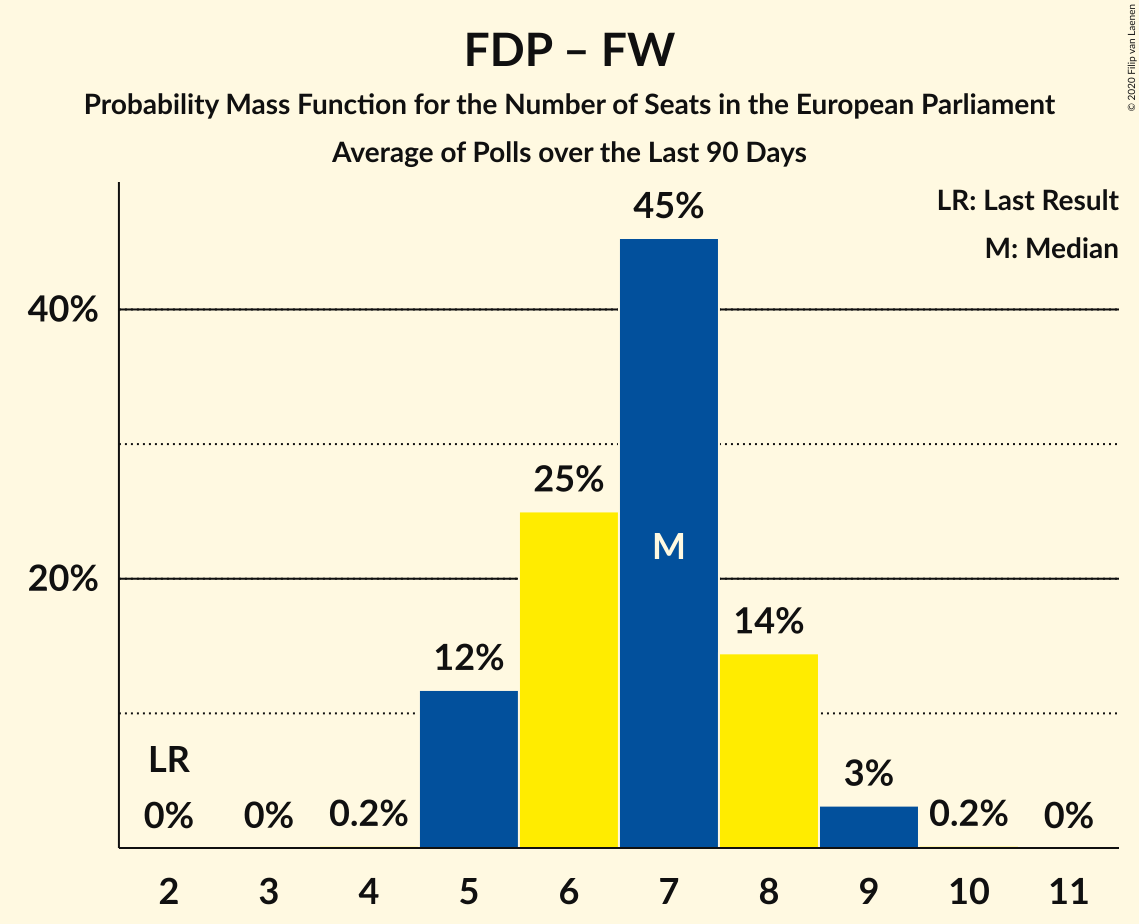 FDP – FW
Probability Mass Function for the Number of Seats in the European Parliament
Average of Polls over the Last 90 Days
© 2020 Filip van Laenen
LR: Last Result
M: Median
45%
40%
25%
M
20%
14%
12%
LR
3%
0%
0%
0.2%
0.2%
0%
2 3 4 5 6 7 8 9 10 11